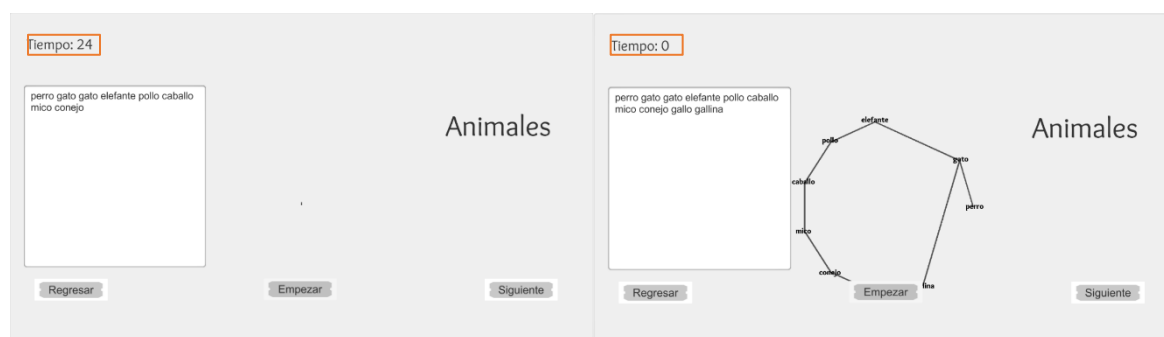 Tiempo: 24
perro gato gato elefante pollo caballo
mico conejo
Animales
Regresar
Empezar
Siguiente
Tiempo: 0
perro gato gato elefante pollo caballo
mico conejo gallo gallina
elefante
pollo
gato
caballo
perro
mico
conejo
Animales
Regresar
Empezar
llina
Siguiente